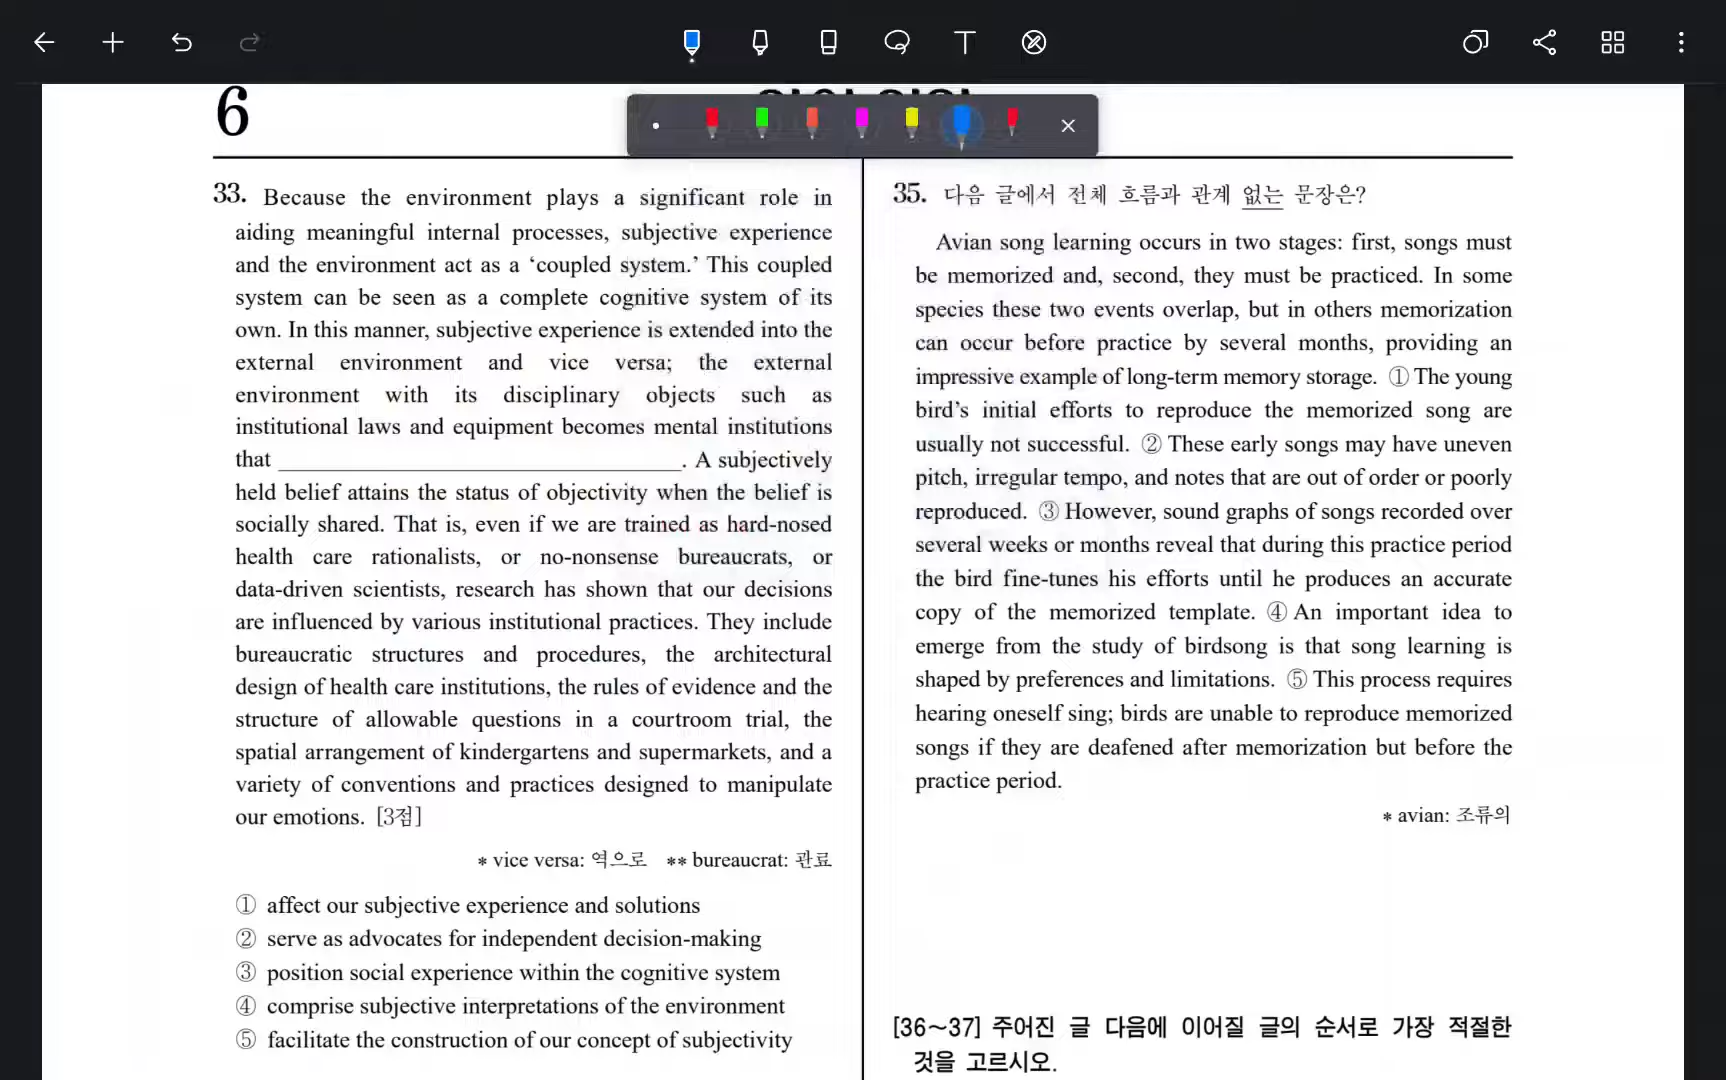 6
33. Because the environment plays a significant role in
aiding meaningful internal processes, subjective experience
and the environment act as a ‘coupled system.’ This coupled
system can be seen as a complete cognitive system of its
own. In this manner, subjective experience is extended into the
external environment and vice versa; the external
environment with its disciplinary objects such as
institutional laws and equipment becomes mental institutions
that ______________________________. A subjectively
held belief attains the status of objectivity when the belief is
socially shared. That is, even if we are trained as hard-nosed
health care rationalists, or no-nonsense bureaucrats, or
data-driven scientists, research has shown that our decisions
are influenced by various institutional practices. They include
bureaucratic structures and procedures, the architectural
design of health care institutions, the rules of evidence and the
structure of allowable questions in a courtroom trial, the
spatial arrangement of kindergartens and supermarkets, and a
variety of conventions and practices designed to manipulate
our emotions. [3점]
* vice versa: 역으로 ** bureaucrat: 관료
① affect our subjective experience and solutions
② serve as advocates for independent decision-making
③ position social experience within the cognitive system
④ comprise subjective interpretations of the environment
⑤ facilitate the construction of our concept of subjectivity
35. 다음 글에서 전체 흐름과 관계 없는 문장은?
Avian song learning occurs in two stages: first, songs must
be memorized and, second, they must be practiced. In some
species these two events overlap, but in others memorization
can occur before practice by several months, providing an
impressive example of long-term memory storage. ① The young
bird’s initial efforts to reproduce the memorized song are
usually not successful. ② These early songs may have uneven
pitch, irregular tempo, and notes that are out of order or poorly
reproduced. ③ However, sound graphs of songs recorded over
several weeks or months reveal that during this practice period
the bird fine-tunes his efforts until he produces an accurate
copy of the memorized template. ④ An important idea to
emerge from the study of birdsong is that song learning is
shaped by preferences and limitations. ⑤ This process requires
hearing oneself sing; birds are unable to reproduce memorized
songs if they are deafened after memorization but before the
practice period.
* avian: 조류의
[36~37] 주어진 글 다음에 이어질 글의 순서로 가장 적절한
것을 고르시오.